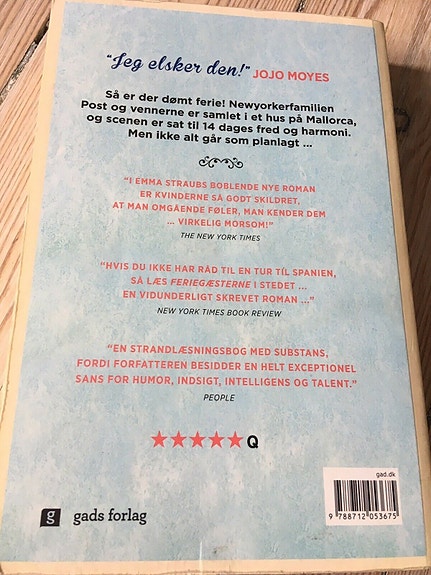 "Jeg elsker den!" JOJO MOYES
Så er der dømt ferie! Newyorkerfamilien
Post og vennerne er samlet i et hus på Mallorca,
og scenen er sat til 14 dages fred og harmoni.
Men ikke alt går som planlagt ...
"I EMMA STRAUBS BOBLENDE NYE ROMAN
ER KVINDERNE SÅ GODT SKILDRET,
AT MAN OMGÅENDE FØLER, MAN KENDER DEM
... VIRKELIG MORSOM!"
THE NEW YORK TIMES
"HVIS DU IKKE HAR RÅD TIL EN TUR TIL SPANIEN,
SÅ LÆS FERIEGÆSTERNE I STEDET ...
EN VIDUNDERLIGT SKREVET ROMAN ..."
NEW YORK TIMES BOOK REVIEW
"EN STRANDLÆSNINGSBOG MED SUBSTANS,
FORDI FORFATTEREN BESIDDER EN HELT EXCEPTIONEL
SANS FOR HUMOR, INDSIGT, INTELLIGENS OG TALENT."
PEOPLE
★★★★★ Q
gad.dk
9 788712 053675
g gads forlag